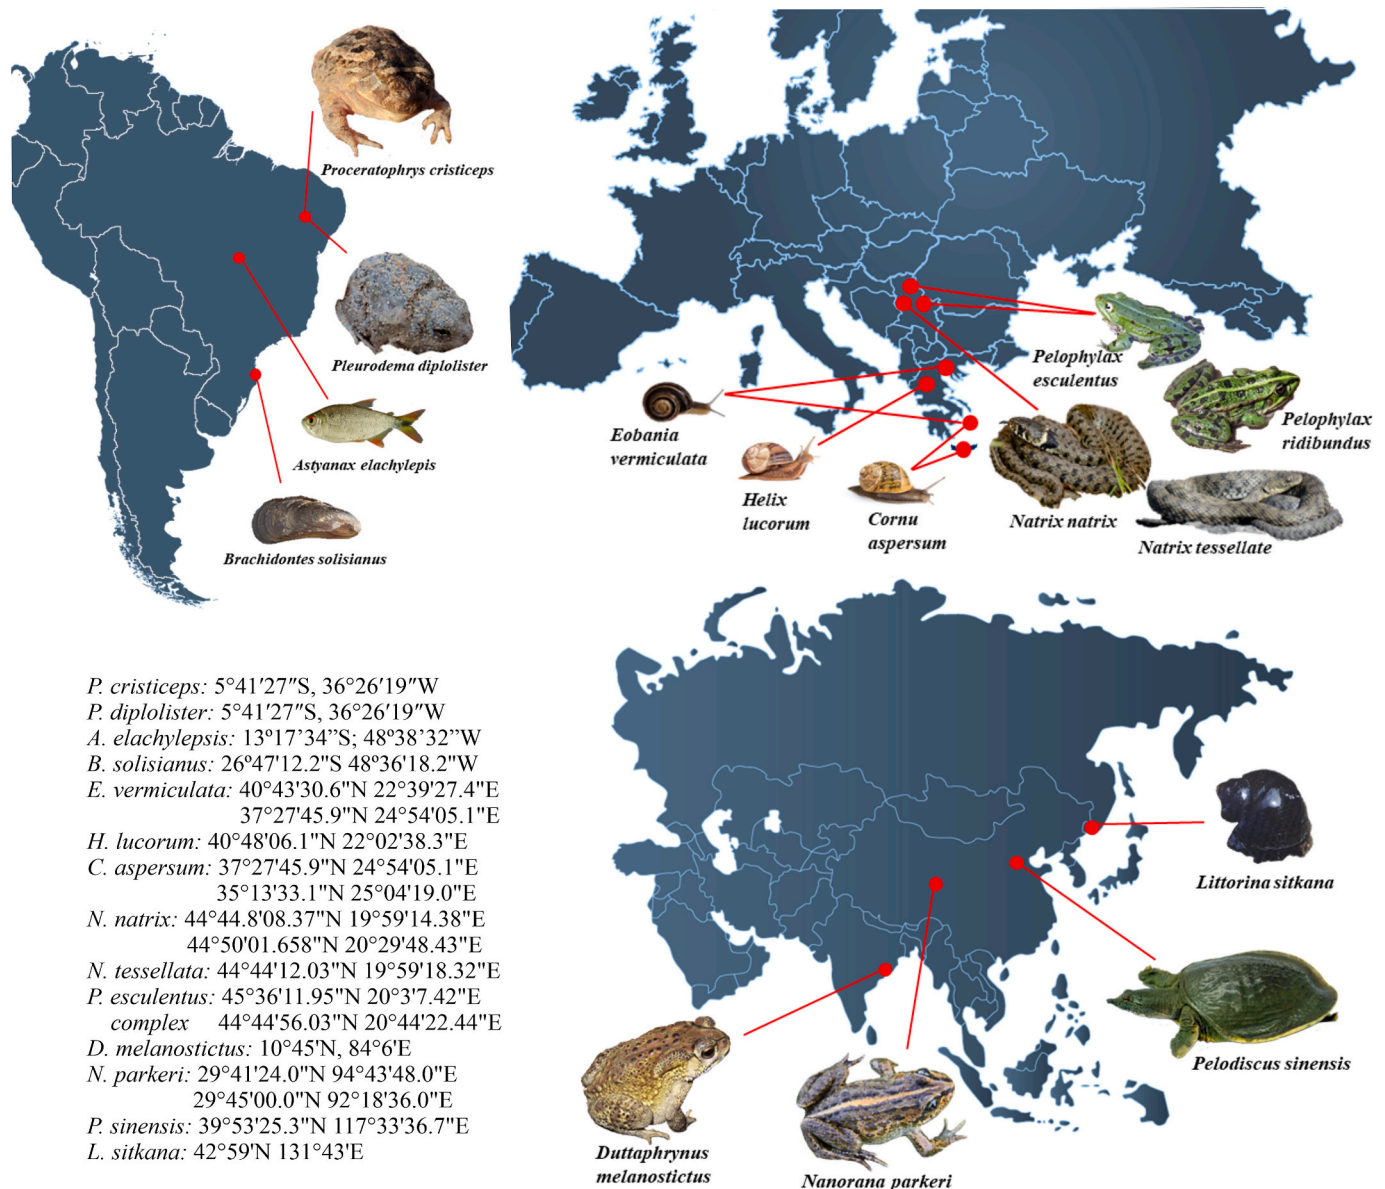 Proceratophrys cristiceps
Pleurodema diplolister
Astyanax elachylepis
Brachidontes solisianus
Eobania
vermiculata
Helix
lucorum
Cornu
aspersum
Pelophylax
esculentus
Pelophylax
ridibundus
Natrix natrix
Natrix tessellate
P. cristiceps: 5°41′27″S, 36°26′19″W
P. diplolister: 5°41′27″S, 36°26′19″W
A. elachylepsis: 13º17’34”S; 48º38’32”W
B. solisianus: 26º47'12.2"S 48º36'18.2"W
E. vermiculata: 40°43'30.6"N 22°39'27.4"E
37°27'45.9"N 24°54'05.1"E
H. lucorum: 40°48'06.1"N 22°02'38.3"E
C. aspersum: 37°27'45.9"N 24°54'05.1"E
35°13'33.1"N 25°04'19.0"E
N. natrix: 44°44.8'08.37"N 19°59'14.38"E
44°50'01.658"N 20°29'48.43"E
N. tessellata: 44°44'12.03"N 19°59'18.32"E
P. esculentus: 45°36'11.95"N 20°3'7.42"E
complex 44°44'56.03"N 20°44'22.44"E
D. melanostictus: 10°45'N, 84°6'E
N. parkeri: 29°41'24.0"N 94°43'48.0"E
29°45'00.0"N 92°18'36.0"E
P. sinensis: 39°53'25.3"N 117°33'36.7"E
L. sitkana: 42°59'N 131°43'E
Littorina sitkana
Pelodiscus sinensis
Duttaphrynus
melanostictus
Nanorana parkeri